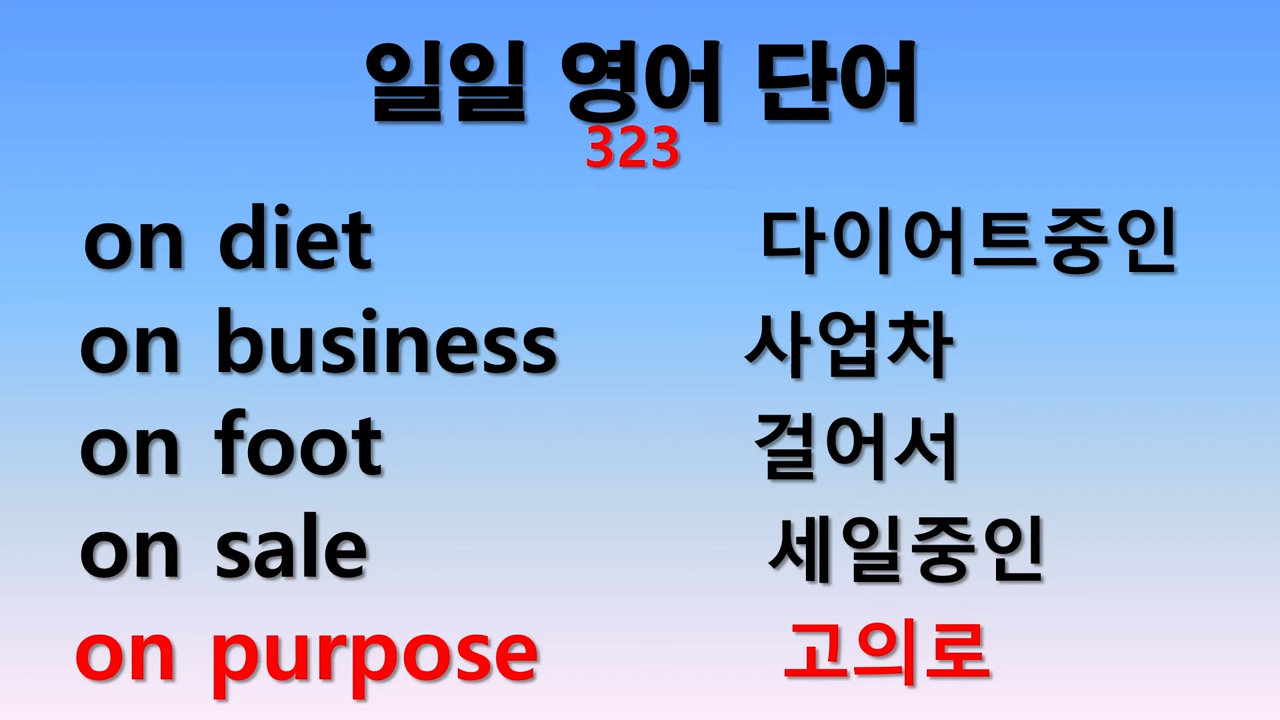 일일 영어 단어
323
on diet 다이어트중인
on business 사업차
on foot 걸어서
on sale 세일중인
on purpose 고의로